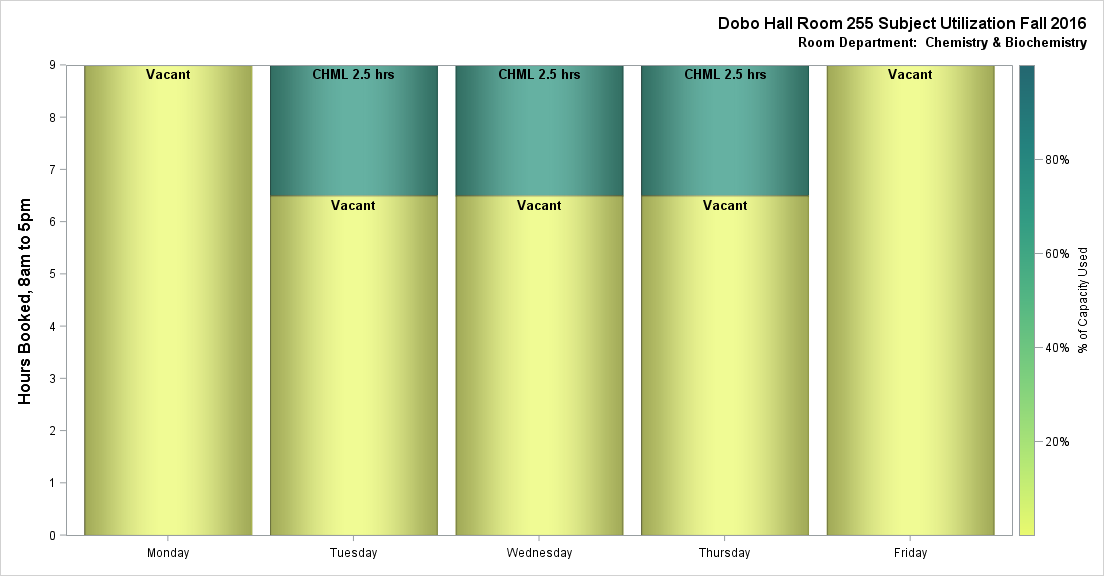 Dobo Hall Room 255 Subject Utilization Fall 2016
Room Department: Chemistry & Biochemistry
Hours Booked, 8am to 5pm
9
8
7
6
5
4
3
2
1
0
Vacant
CHML 2.5 hrs
CHML 2.5 hrs
CHML 2.5 hrs
Vacant
Vacant
Vacant
Vacant
Monday
Tuesday
Wednesday
Thursday
Friday
80%
60%
40%
20%
% of Capacity Used